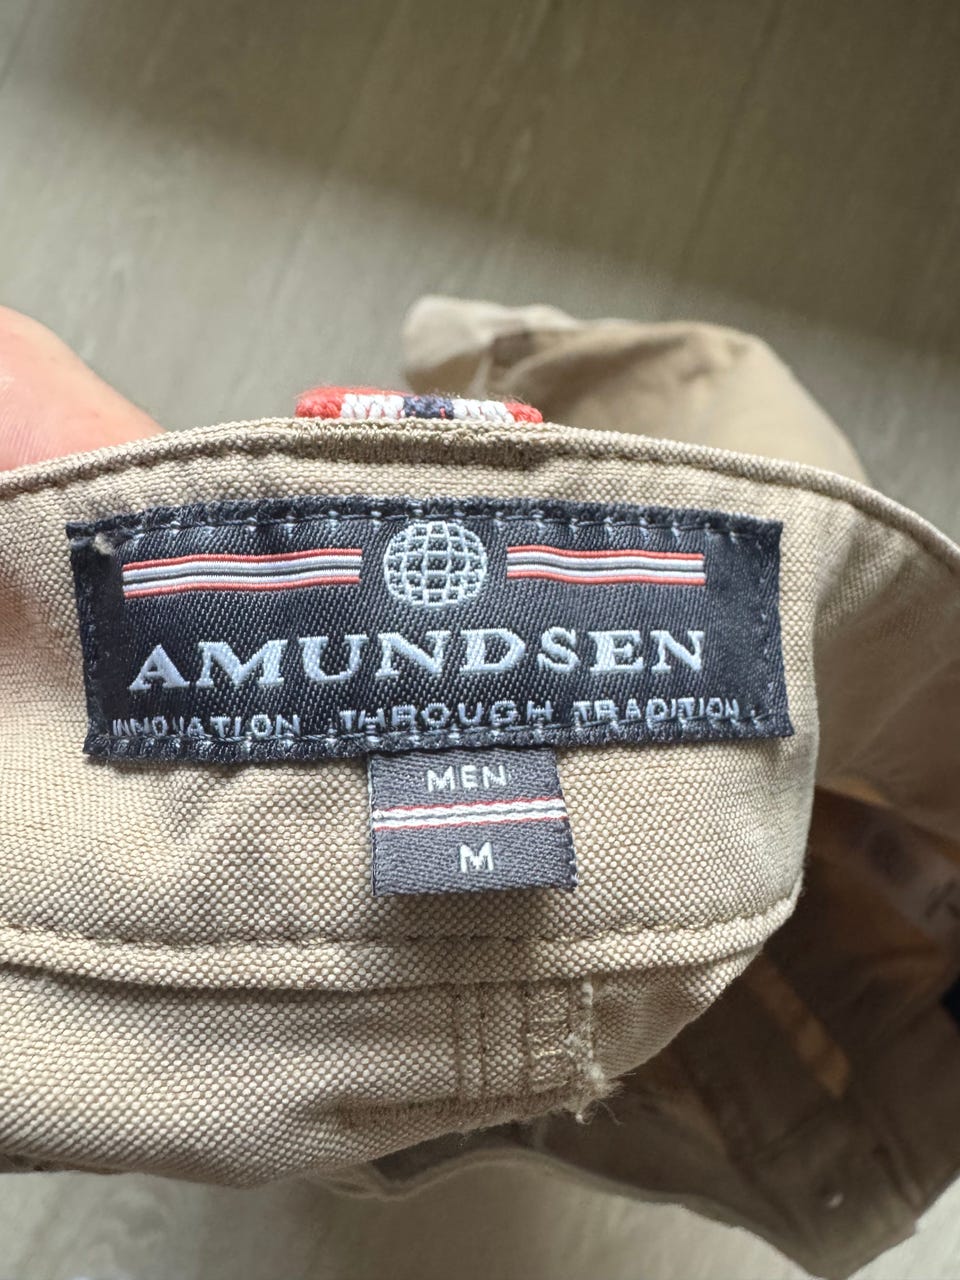 AMUNDSEN
INNOVATION THROUGH TRADITION
MEN
M